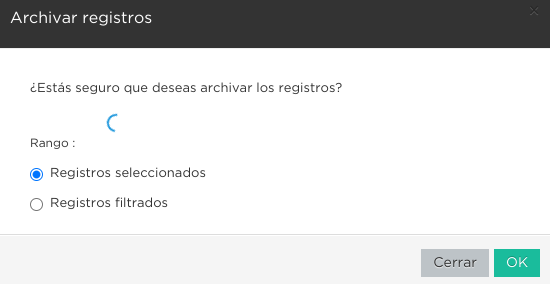 Archivar registros
¿Estás seguro que deseas archivar los registros?
Rango :
Registros seleccionados
Registros filtrados
Cerrar
OK